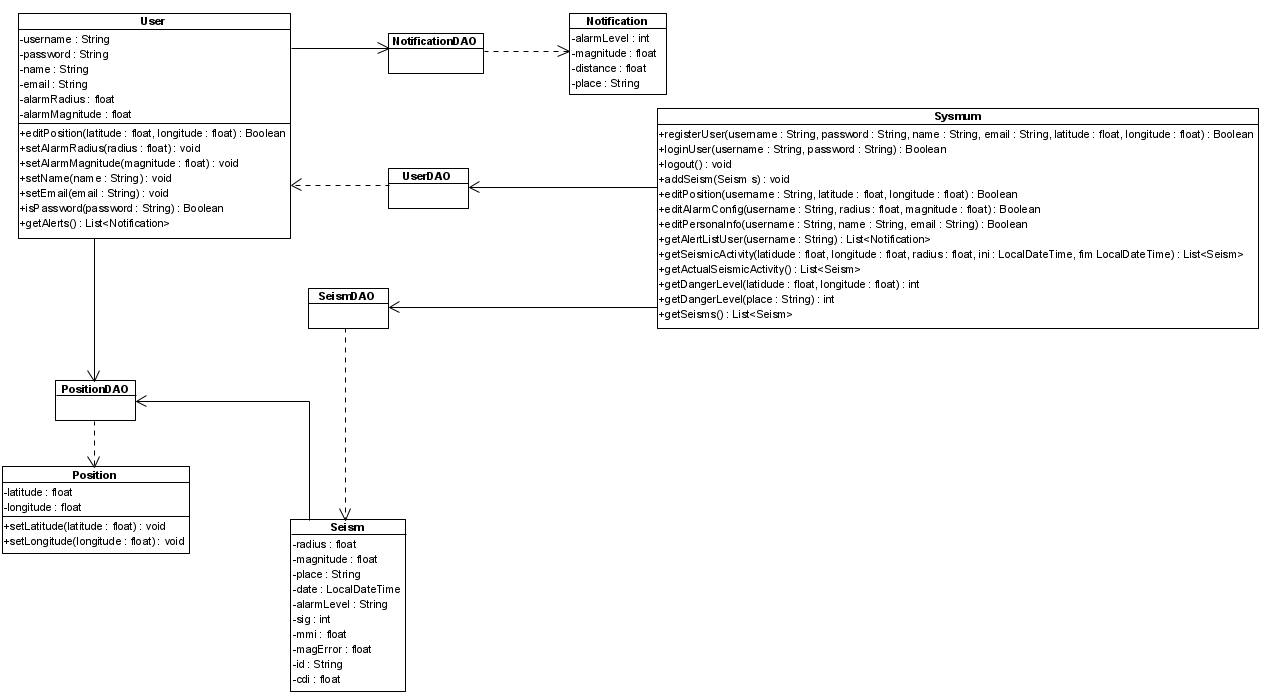 User
-username : String
-password : String
-name : String
-email : String
-alarmRadius : float
-alarmMagnitude : float
+editPosition(latitude : float, longitude : float) : Boolean
+setAlarmRadius(radius : float) : void
+setAlarmMagnitude(magnitude : float) : void
+setName(name : String) : void
+setEmail(email : String) : void
+isPassword(password : String) : Boolean
+getAlerts() : List<Notification>
NotificationDAO
Notification
-alarmLevel : int
-magnitude : float
-distance : float
-place : String
Sysmum
+registerUser(username : String, password : String, name : String, email : String, latitude : float, longitude : float) : Boolean
+loginUser(username : String, password : String) : Boolean
+logout() : void
+addSeism(Seism s) : void
+editPosition(username : String, latitude : float, longitude : float) : Boolean
+editAlarmConfig(username : String, radius : float, magnitude : float) : Boolean
+editPersonalInfo(username : String, name : String, email : String) : Boolean
+getAlertListUser(username : String) : List<Notification>
+getSeismicActivity(latidude : float, longitude : float, radius : float, ini : LocalDateTime, fim LocalDateTime) : List<Seism>
+getActualSeismicActivity() : List<Seism>
+getDangerLevel(latidude : float, longitude : float) : int
+getDangerLevel(place : String) : int
+getSeisms() : List<Seism>
UserDAO
SeismDAO
PositionDAO
Position
-latitude : float
-longitude : float
+setLatitude(latitude : float) : void
+setLongitude(longitude : float) : void
Seism
-radius : float
-magnitude : float
-place : String
-date : LocalDateTime
-alarmLevel : String
-sig : int
-mmi : float
-magError : float
-id : String
-cdi : float